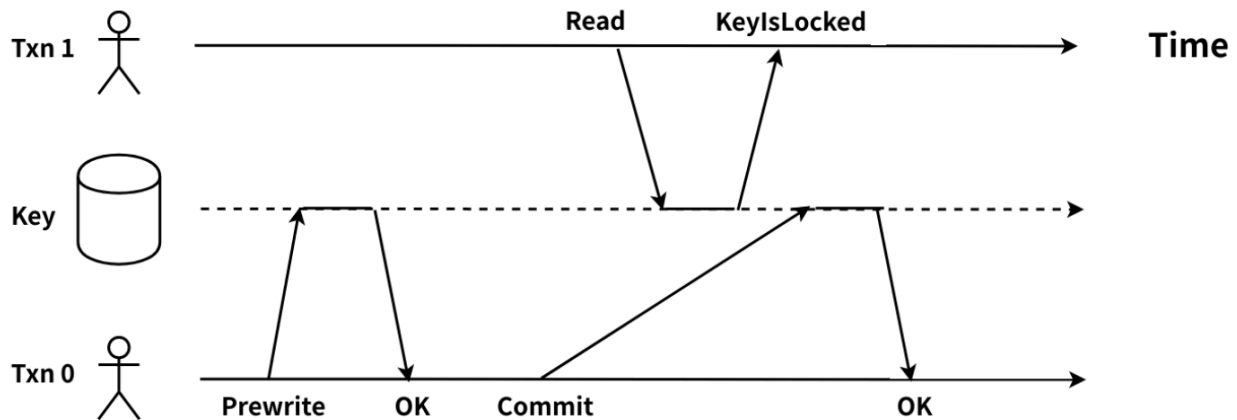 Read
KeyIsLocked
Txn 1
Time
Key
Txn 0
Prewrite
OK
Commit
OK